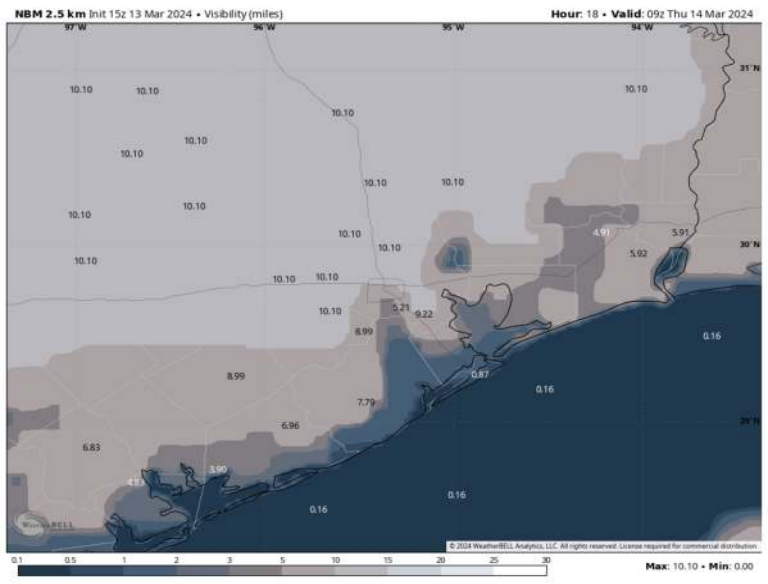 NBM 2.5 km Init 15z 13 Mar 2024 • Visibility (miles) Hour: 18 • Valid: 09z Thu 14 Mar 2024
97°W 96°W 95°W 94°W
31°N
10.10 10.10 10.10
10.10
10.10
10.10
10.10 10.10
10.10
10.10
4.91 5.91
10.10
10.10 30°N
5.92
10.10
10.10 10.10
10.10 5.21 9.22
8.99
0.16
8.99 0.87
0.16
7.79
6.96 29°N
6.83
3.90
4.83
0.16
0.16
WeatherBELL
© 2024 WeatherBELL Analytics, LLC. All rights reserved. License required for commercial distribution.
0.1 0.5 1 2 3 5 10 15 20 25 30
Max: 10.10 • Min: 0.00